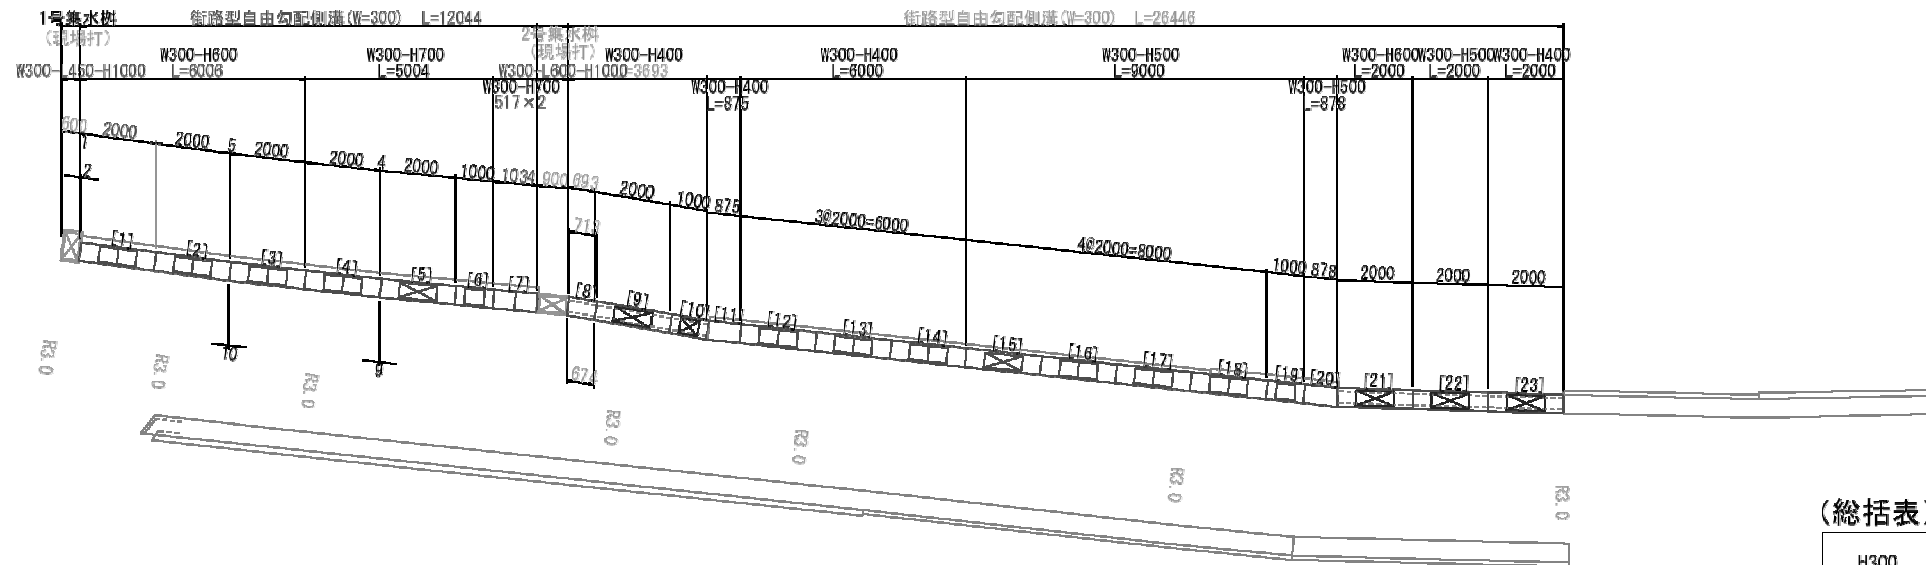 1号集水桝
(現場打)
街路型自由勾配側溝(W=300) L=12044
街路型自由勾配側溝(W=300) L=26446
2号集水桝
(現場打)
W300-H600
W300-H700
W300-H400
W300-H400
W300-H500
W300-H600
W300-H500
W300-H400
W300-L450-H1000
L=6006
L=5004
W300-L600-H1000
L=3693
L=6000
L=9000
L=2000
L=2000
L=2000
W300-H700
517×2
W300-H400
L=875
W300-H500
L=878
600
2000
2000
5
2000
2000
4
2000
1000
1034
900
693
2000
1000
875
3@2000=6000
4@2000=8000
1000
878
2000
2000
2000
1
2
713
[1]
[2]
[3]
[4]
[5]
[6]
[7]
[8]
[9]
[10]
[11]
[12]
[13]
[14]
[15]
[16]
[17]
[18]
[19]
[20]
[21]
[22]
[23]
10
9
674
R3.0
R3.0
R3.0
R3.0
R3.0
R3.0
R3.0
(総括表)
H300